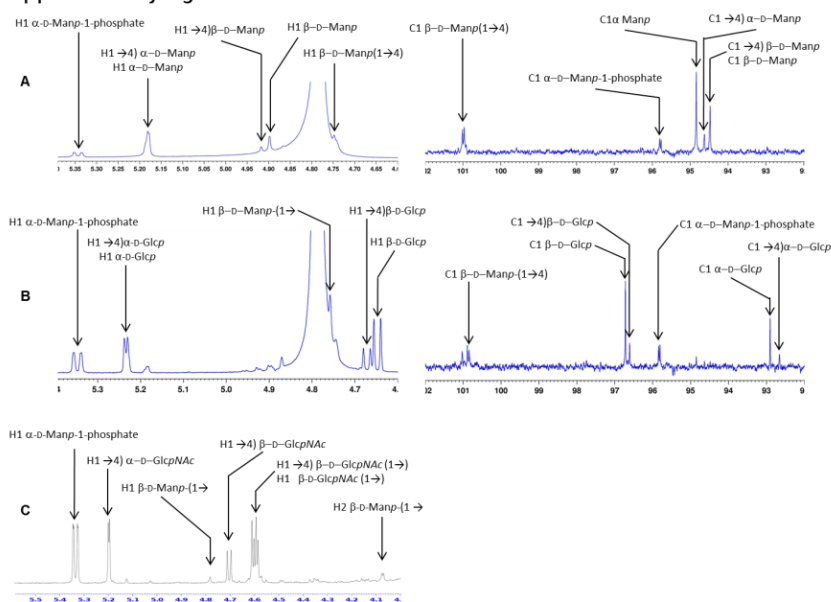 H1 α-D-Manp-1-phosphate
H1 →4) α–D–Manp
H1 α–D–Manp
H1 →4)β–D–Manp
H1 β–D–Manp
H1 β–D–Manp(1→4)
A
5.35 5.30 5.25 5.20 5.15 5.10 5.05 5.00 4.95 4.90 4.85 4.80 4.75 4.70 4.65
C1 β–D–Manp(1→4)
C1α Manp
C1 →4) α–D–Manp
C1 →4) β–D–Manp
C1 β–D–Manp
C1 α–D–Manp-1-phosphate
02 101 100 99 98 97 96 95 94 93 9
H1 α-D-Manp-1-phosphate
H1 →4)α-D-Glcp
H1 α-D-Glcp
H1 β–D–Manp-(1→
H1 →4)β-D-Glcp
H1 β-D-Glcp
B
5.3 5.2 5.1 5.0 4.9 4.8 4.7 4.
C1 β–D–Manp-(1→4)
C1 →4)β–D–Glcp
C1 β–D–Glcp
C1 α–D–Manp-1-phosphate
C1 →4)α–D–Glcp
C1 α–D–Glcp
02 101 100 99 98 97 96 95 94 93 9
H1 α-D-Manp-1-phosphate
H1 →4) α–D–GlcpNAc
H1 β-D-Manp-(1→
H1 →4) β–D–GlcpNAc
H1 →4) β–D–GlcpNAc (1→)
H1 β-D-GlcpNAc (1→)
H2 β-D-Manp-(1 →
C
5.5 5.4 5.3 5.2 5.1 5.0 4.9 4.8 4.7 4.6 4.5 4.4 4.3 4.2 4.1 4.